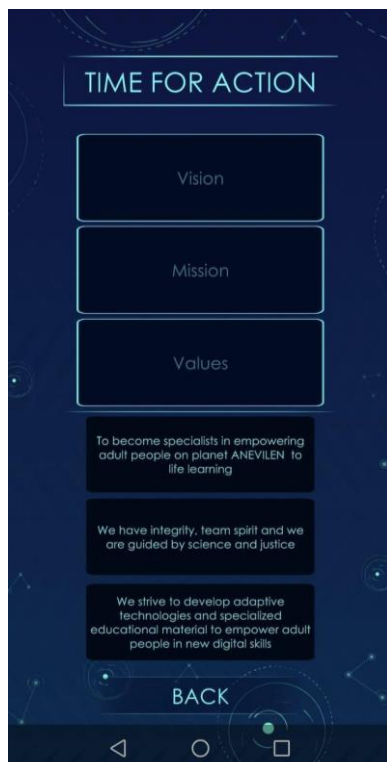 TIME FOR ACTION
Vision
Mission
Values
To become specialists in empowering
adult people on planet ANEVILEN to
life learning
We have integrity, team spirit and we
are guided by science and justice
We strive to develop adaptive
technologies and specialized
educational material to empower adult
people in new digital skills
BACK